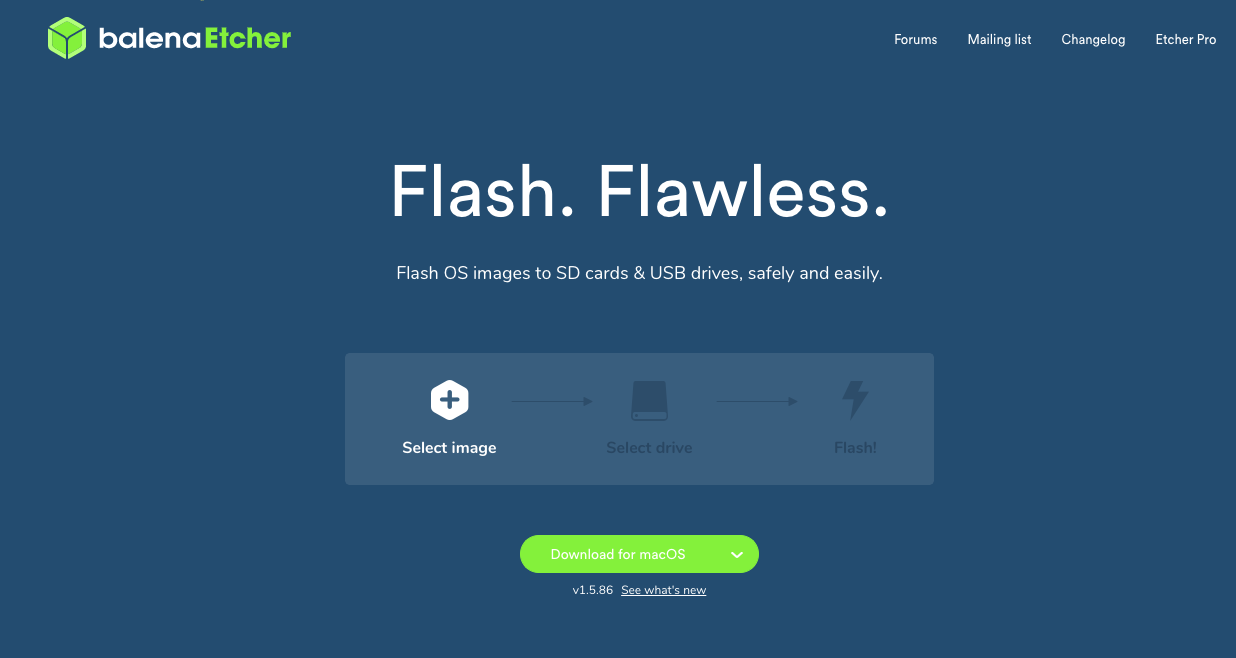 balenaEtcher
Forums Mailing list Changelog Etcher Pro
Flash. Flawless.
Flash OS images to SD cards & USB drives, safely and easily.
Select image Select drive Flash!
Download for macOS
v1.5.86 See what's new